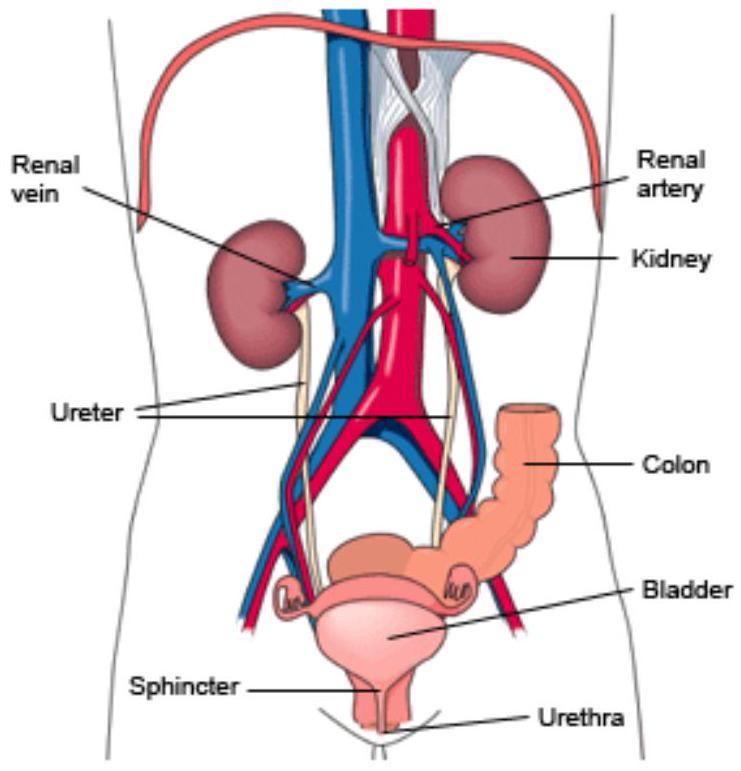 Renal
vein
Renal
artery
Kidney
Ureter
Colon
Bladder
Sphincter
Urethra